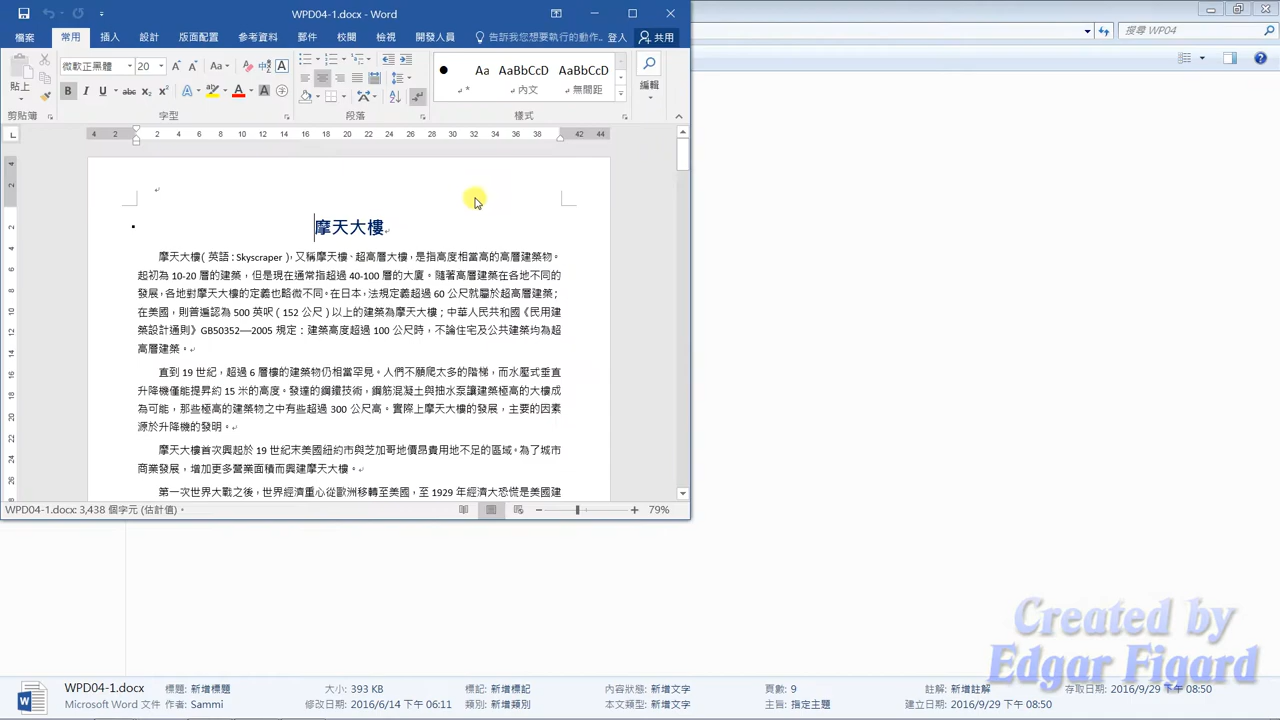 WPD04-1.docx - Word
搜尋 WP04
檔案 常用 插入 設計 版面配置 參考資料 郵件 校閱 檢視 開發人員 告訴我您想要執行的動作.. 登入 共用
貼上 微軟正黑體 20 Aa AaBbCcD AaBbCcD 編輯
內文 無間距
剪貼簿 字型 段落 樣式
4 2 2 4 6 8 10 12 14 16 18 20 22 24 26 28 30 32 34 36 38 42 44
摩天大樓
摩天大樓(英語:Skyscraper),又稱摩天樓、超高層大樓,是指高度相當高的高層建築物。
起初為 10-20 層的建築,但是現在通常指超過 40-100 層的大廈。隨著高層建築在各地不同的
發展,各地對摩天大樓的定義也略微不同。在日本,法規定義超過 60 公尺就屬於超高層建築;
在美國,則普遍認為 500 英呎(152 公尺)以上的建築為摩天大樓;中華人民共和國《民用建
築設計通則》GB50352—2005 規定:建築高度超過 100 公尺時,不論住宅及公共建築均為超
高層建築。
直到 19 世紀,超過 6 層樓的建築物仍相當罕見。人們不願爬太多的階梯,而水壓式垂直
升降機僅能提昇約 15 米的高度。發達的鋼鐵技術,鋼筋混凝土與抽水泵讓建築極高的大樓成
為可能,那些極高的建築物之中有些超過 300 公尺高。實際上摩天大樓的發展,主要的因素
源於升降機的發明。
摩天大樓首次興起於 19 世紀末美國紐約市與芝加哥地價昂貴用地不足的區域。為了城市
商業發展,增加更多營業面積而興建摩天大樓。
第一次世界大戰之後,世界經濟重心從歐洲移轉至美國,至 1929 年經濟大恐慌是美國建
WPD04-1.docx: 3,438 個字元 (估計值) 79%
Created by
Edgar Figard
WPD04-1.docx 標題: 新增標題 大小: 393 KB 標記: 新增標記 內容狀態: 新增文字 頁數: 9 註解: 新增註解 存取日期: 2016/9/29 下午 08:50
Microsoft Word 文件 作者: Sammi 修改日期: 2016/6/14 下午 06:11 類別: 新增類別 本文類型: 新增文字 主旨: 指定主題 建立日期: 2016/9/29 下午 08:50